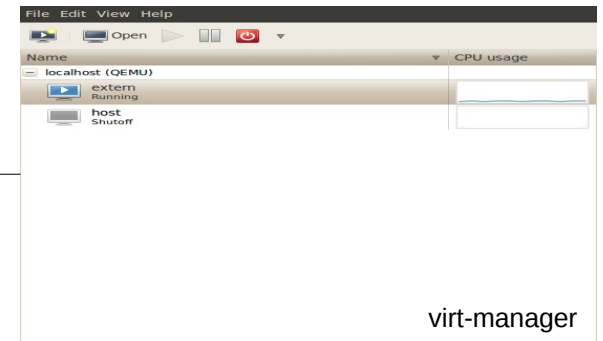 File Edit View Help
Open
Name CPU usage
localhost (QEMU)
extern
Running
host
Shutoff
virt-manager